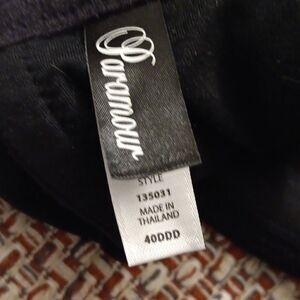 Paramour
STYLE
135031
MADE IN
THAILAND
40DDD